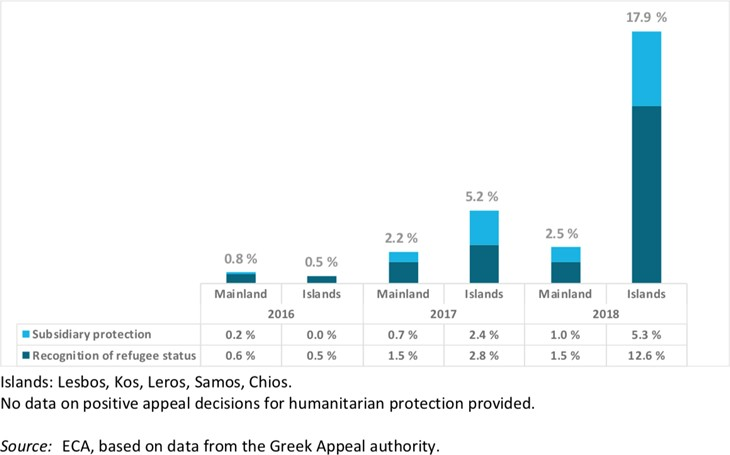 17.9 %
5.2 %
2.2 %
2.5 %
0.8 %
0.5 %
Mainland Islands Mainland Islands Mainland Islands
2016 2017 2018
Subsidiary protection 0.2 % 0.0 % 0.7 % 2.4 % 1.0 % 5.3 %
Recognition of refugee status 0.6 % 0.5 % 1.5 % 2.8 % 1.5 % 12.6 %
Islands: Lesbos, Kos, Leros, Samos, Chios.
No data on positive appeal decisions for humanitarian protection provided.
Source: ECA, based on data from the Greek Appeal authority.